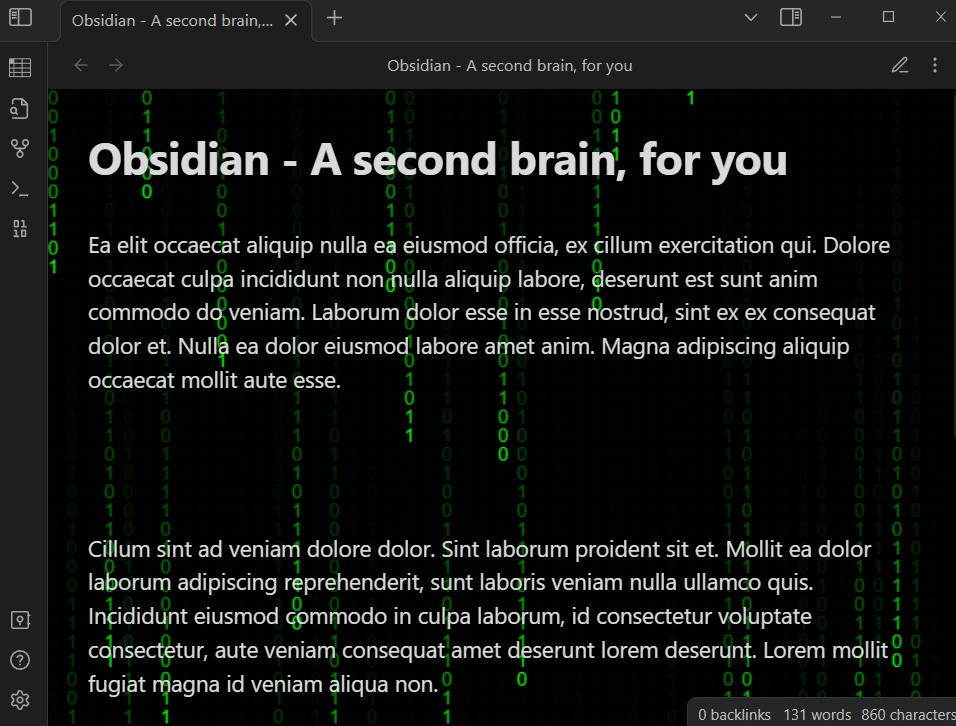 Obsidian - A second brain,...
Obsidian - A second brain, for you
Obsidian - A second brain, for you
Ea elit occaecat aliquip nulla ea eiusmod officia, ex cillum exercitation qui. Dolore
occaecat culpa incididunt non nulla aliquip labore, deserunt est sunt anim
commodo do veniam. Laborum dolor esse in esse nostrud, sint ex ex consequat
dolor et. Nulla ea dolor eiusmod labore amet anim. Magna adipiscing aliquip
occaecat mollit aute esse.
Cillum sint ad veniam dolore dolor. Sint laborum proident sit et. Mollit ea dolor
laborum adipiscing reprehenderit, sunt laboris veniam nulla ullamco quis.
Incididunt eiusmod commodo in culpa laborum, id consectetur voluptate
consectetur, aute veniam consequat amet deserunt lorem deserunt. Lorem mollit
fugiat magna id veniam aliqua non.
0 backlinks 131 words 860 characters